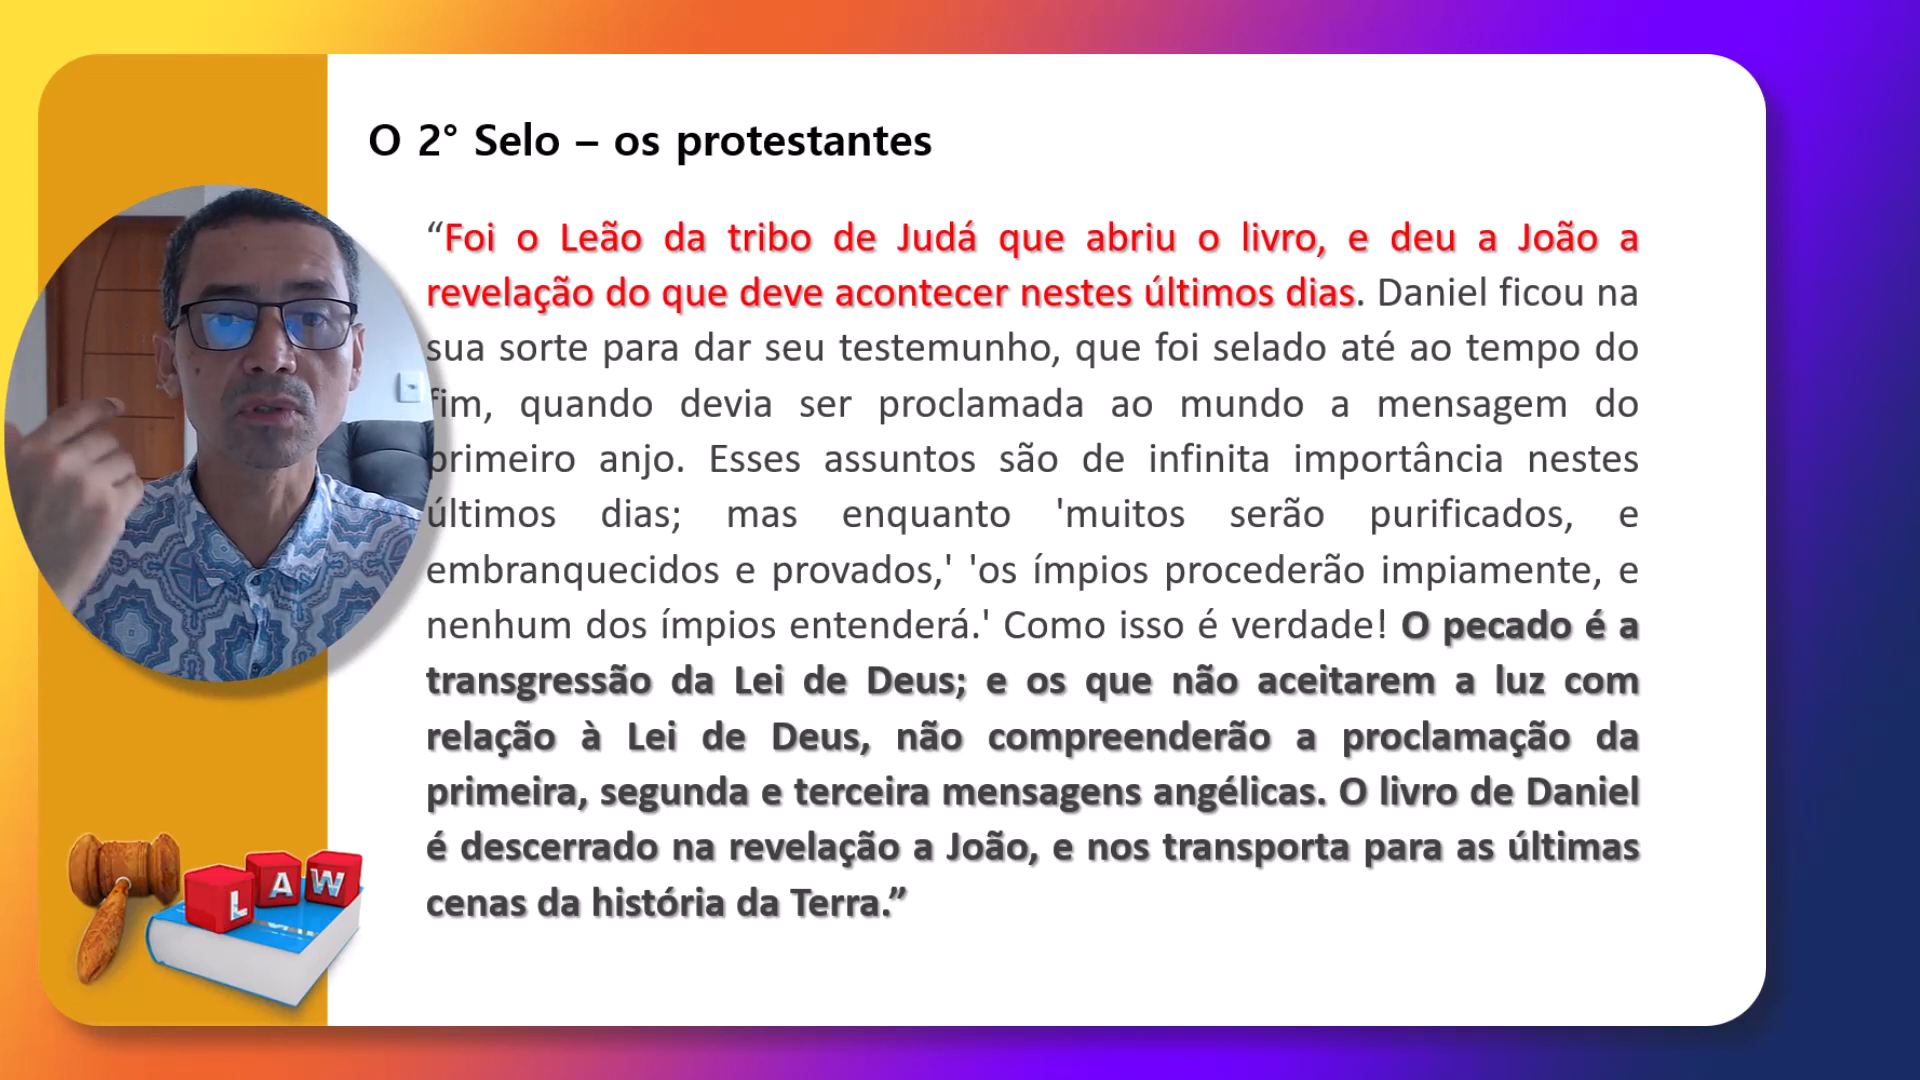 O 2° Selo – os protestantes
“Foi o Leão da tribo de Judá que abriu o livro, e deu a João a
revelação do que deve acontecer nestes últimos dias. Daniel ficou na
sua sorte para dar seu testemunho, que foi selado até ao tempo do
fim, quando devia ser proclamada ao mundo a mensagem do
primeiro anjo. Esses assuntos são de infinita importância nestes
últimos dias; mas enquanto 'muitos serão purificados, e
embranquecidos e provados,' 'os ímpios procederão impiamente, e
nenhum dos ímpios entenderá.' Como isso é verdade! O pecado é a
transgressão da Lei de Deus; e os que não aceitarem a luz com
relação à Lei de Deus, não compreenderão a proclamação da
primeira, segunda e terceira mensagens angélicas. O livro de Daniel
é descerrado na revelação a João, e nos transporta para as últimas
cenas da história da Terra.”
LAW